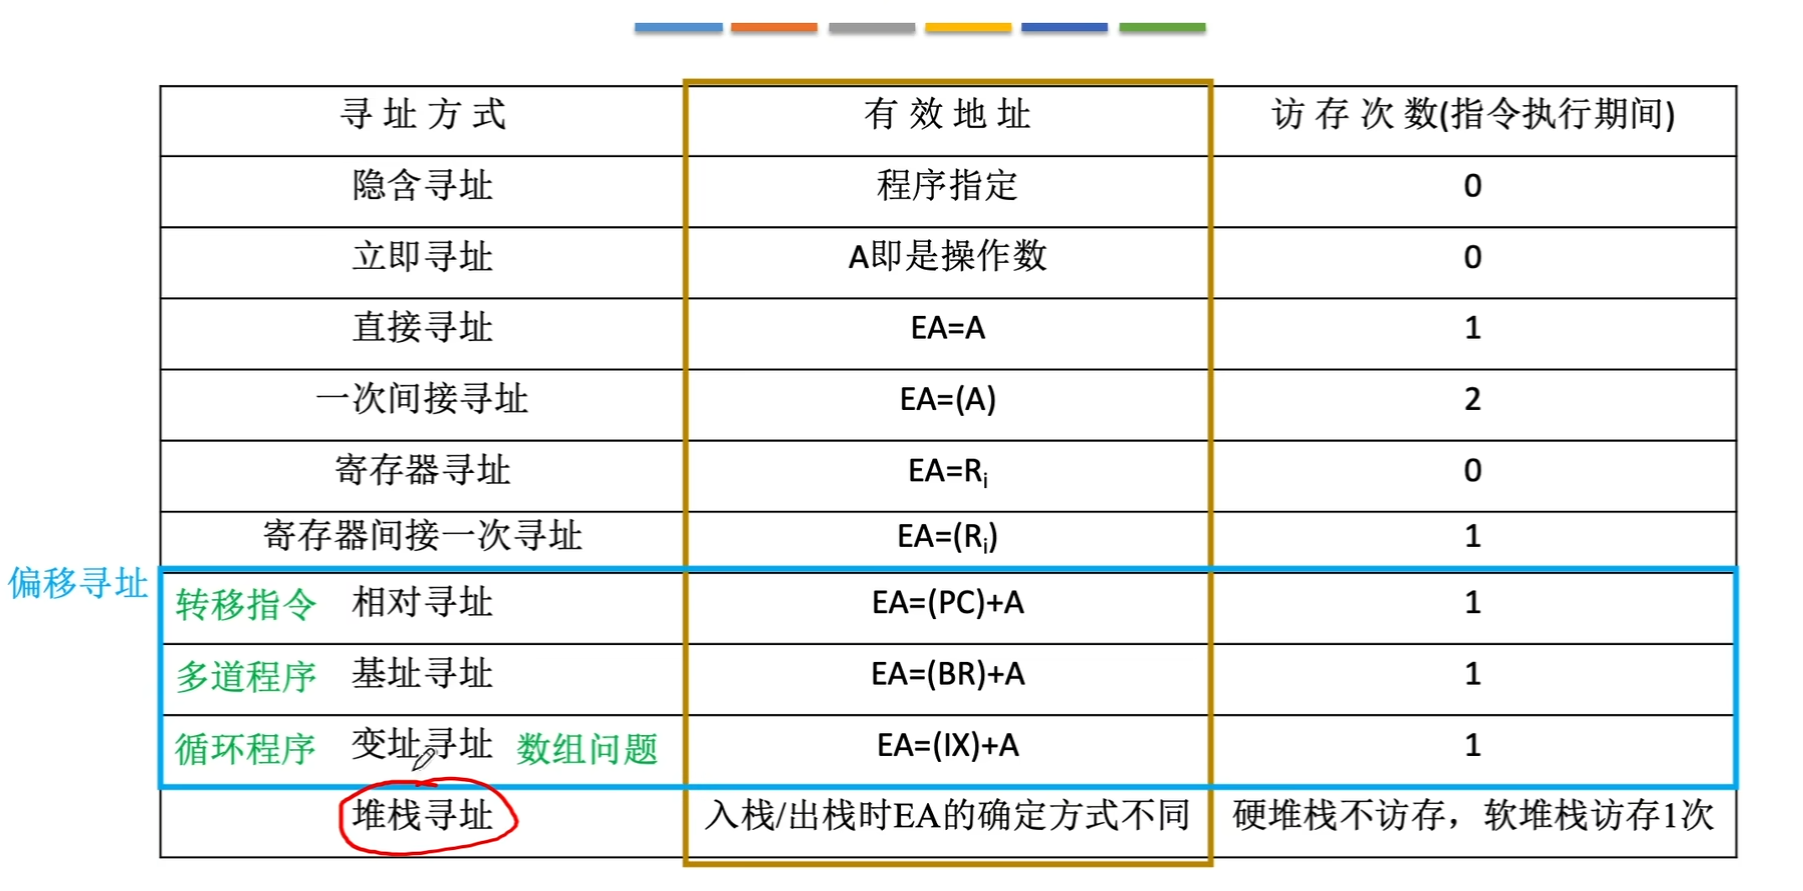 寻址方式 有效地址 访存次数(指令执行期间)
隐含寻址 程序指定 0
立即寻址 A即是操作数 0
直接寻址 EA=A 1
一次间接寻址 EA=(A) 2
寄存器寻址 EA=Rᵢ 0
寄存器间接一次寻址 EA=(Rᵢ) 1
偏移寻址
转移指令 相对寻址 EA=(PC)+A 1
多道程序 基址寻址 EA=(BR)+A 1
循环程序 变址寻址 数组问题 EA=(IX)+A 1
堆栈寻址 入栈/出栈时EA的确定方式不同 硬堆栈不访存，软堆栈访存1次